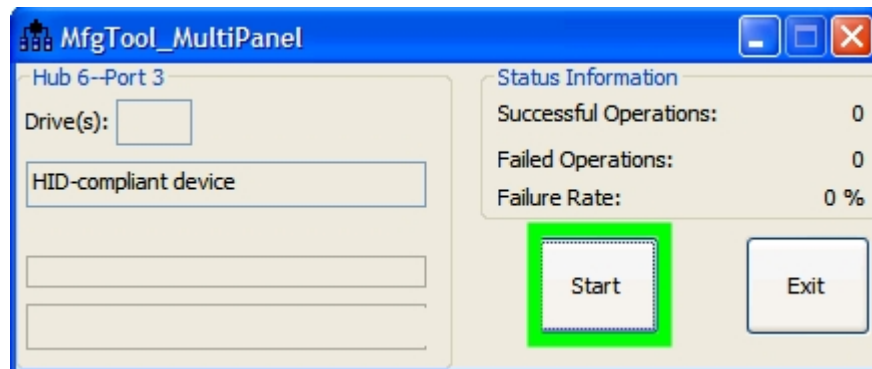 MfgTool_MultiPanel
Hub 6--Port 3
Drive(s):
HID-compliant device
Status Information
Successful Operations: 0
Failed Operations: 0
Failure Rate: 0 %
Start
Exit